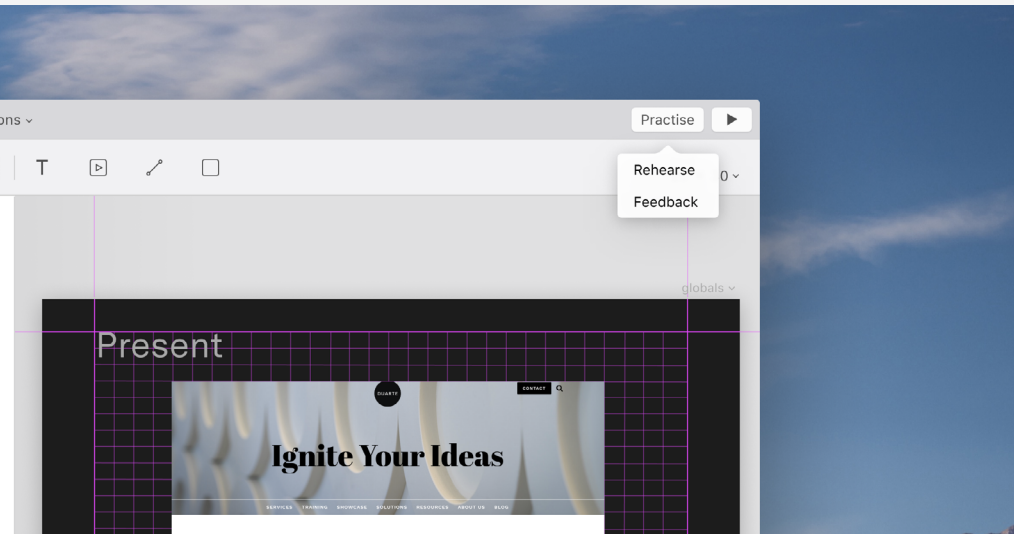 ons
Practise
T
Rehearse
0
Feedback
globals
Present
DUARTE
CONTACT
Ignite Your Ideas
SERVICES TRAINING SHOWCASE SOLUTIONS RESOURCES ABOUT US BLOG